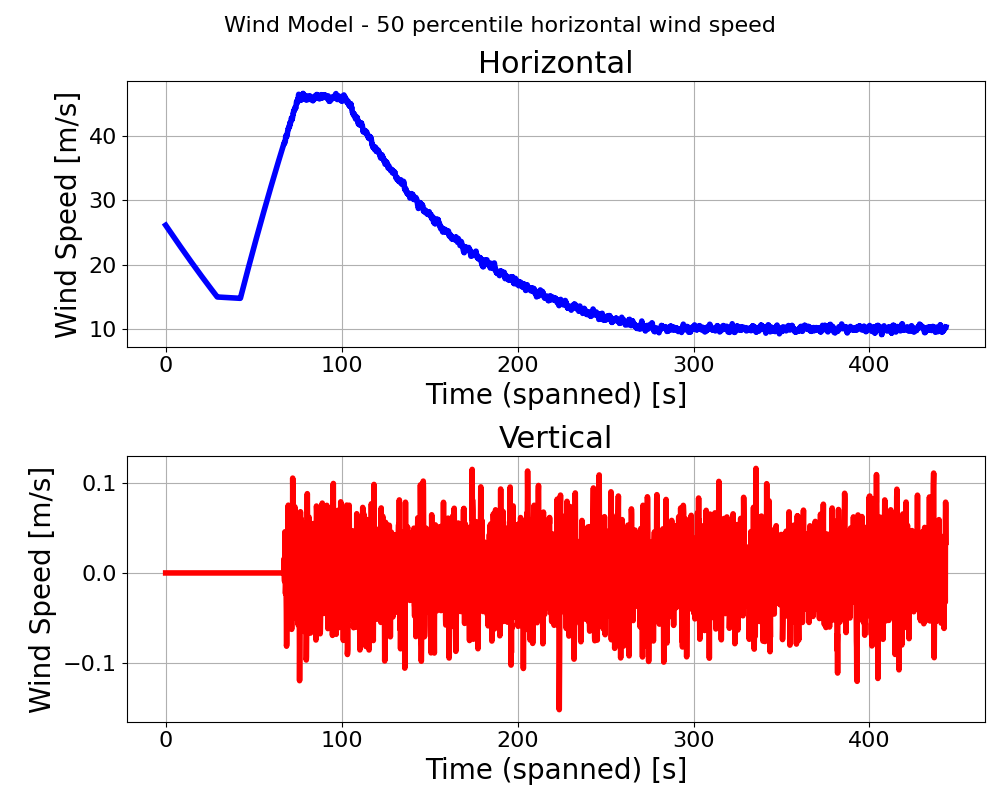 Wind Model - 50 percentile horizontal wind speed
Horizontal
Wind Speed [m/s]
40
30
20
10
0 100 200 300 400
Time (spanned) [s]
Vertical
Wind Speed [m/s]
0.1
0.0
−0.1
0 100 200 300 400
Time (spanned) [s]